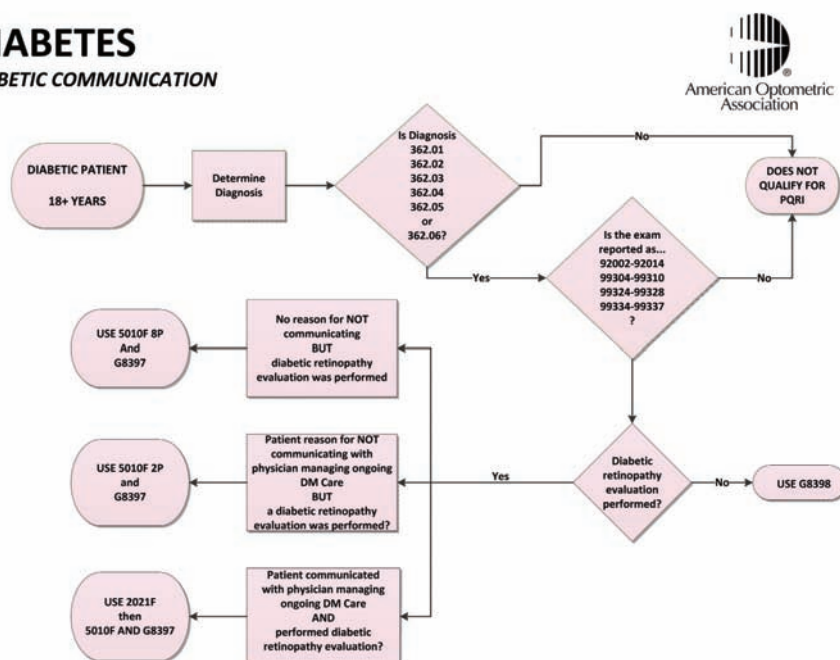 IABETES
BETIC COMMUNICATION
American Optometric
Association
DIABETIC PATIENT
18+ YEARS
Determine
Diagnosis
Is Diagnosis
362.01
362.02
362.03
362.04
362.05
or
362.06?
No
DOES NOT
QUALIFY FOR
PQRI
Yes
Is the exam
reported as...
92002-92014
99304-99310
99324-99328
99334-99337
?
No
USE 5010F 8P
And
G8397
No reason for NOT
communicating
BUT
diabetic retinopathy
evaluation was performed
USE 5010F 2P
and
G8397
Patient reason for NOT
communicating with
physician managing ongoing
DM Care
BUT
a diabetic retinopathy
evaluation was performed?
Yes
Diabetic
retinopathy
evaluation
performed?
No
USE G8398
USE 2021F
then
5010F AND G8397
Patient communicated
with physician managing
ongoing DM Care
AND
performed diabetic
retinopathy evaluation?